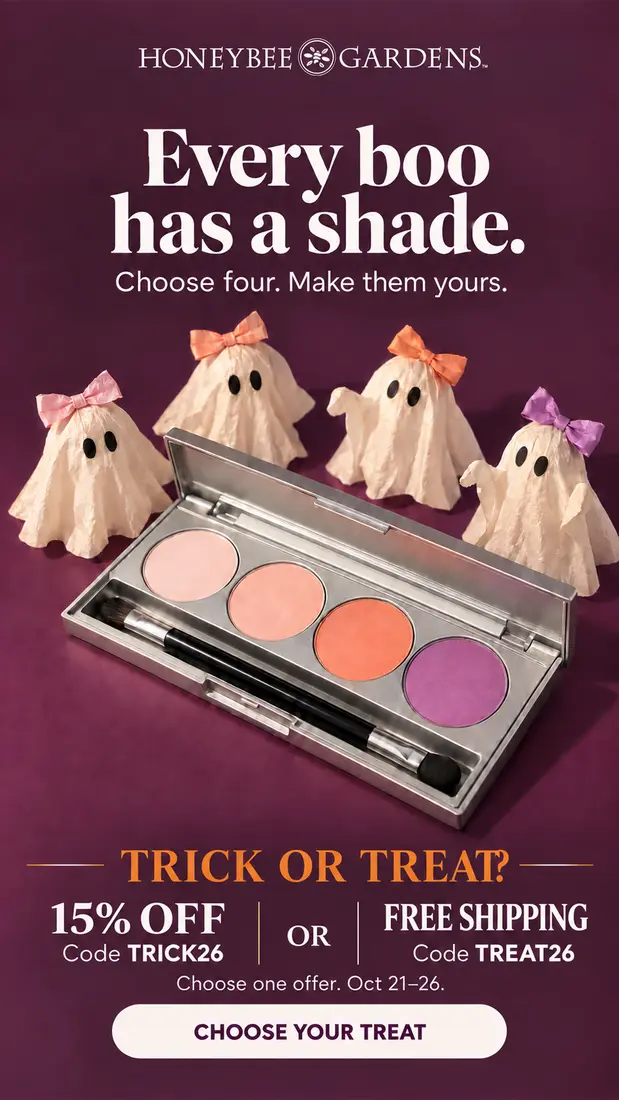 HONEYBEE GARDENS™
Every boo
has a shade.
Choose four. Make them yours.
TRICK OR TREAT?
15% OFF
Code TRICK26
OR
FREE SHIPPING
Code TREAT26
Choose one offer. Oct 21–26.
CHOOSE YOUR TREAT